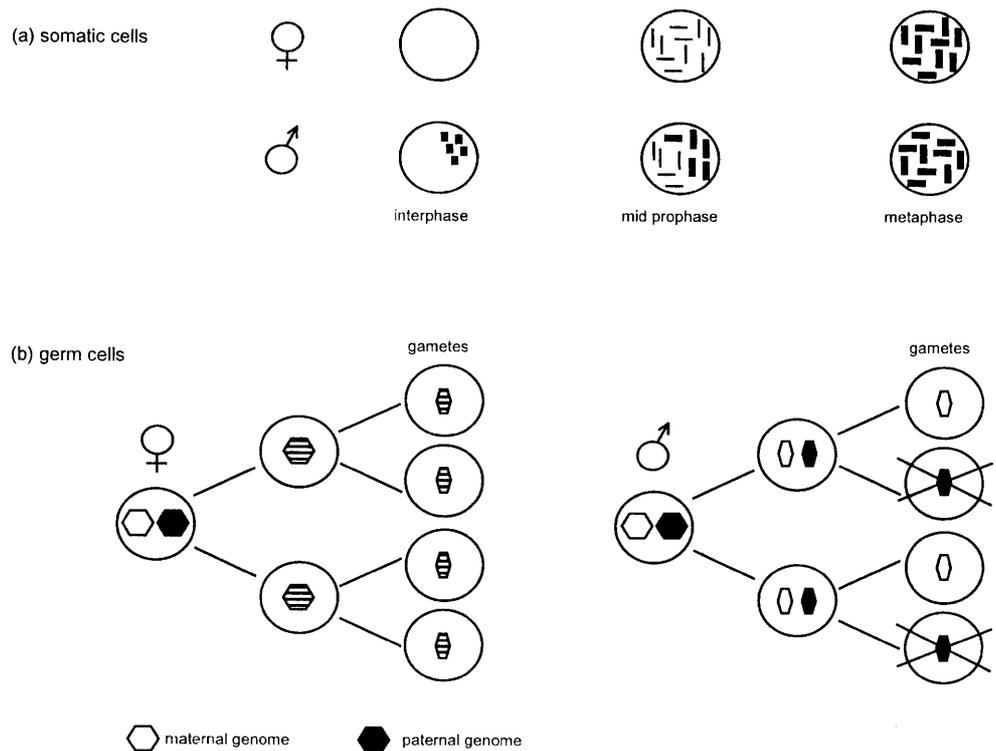 (a) somatic cells
interphase
mid prophase
metaphase
(b) germ cells
gametes
gametes
maternal genome
paternal genome